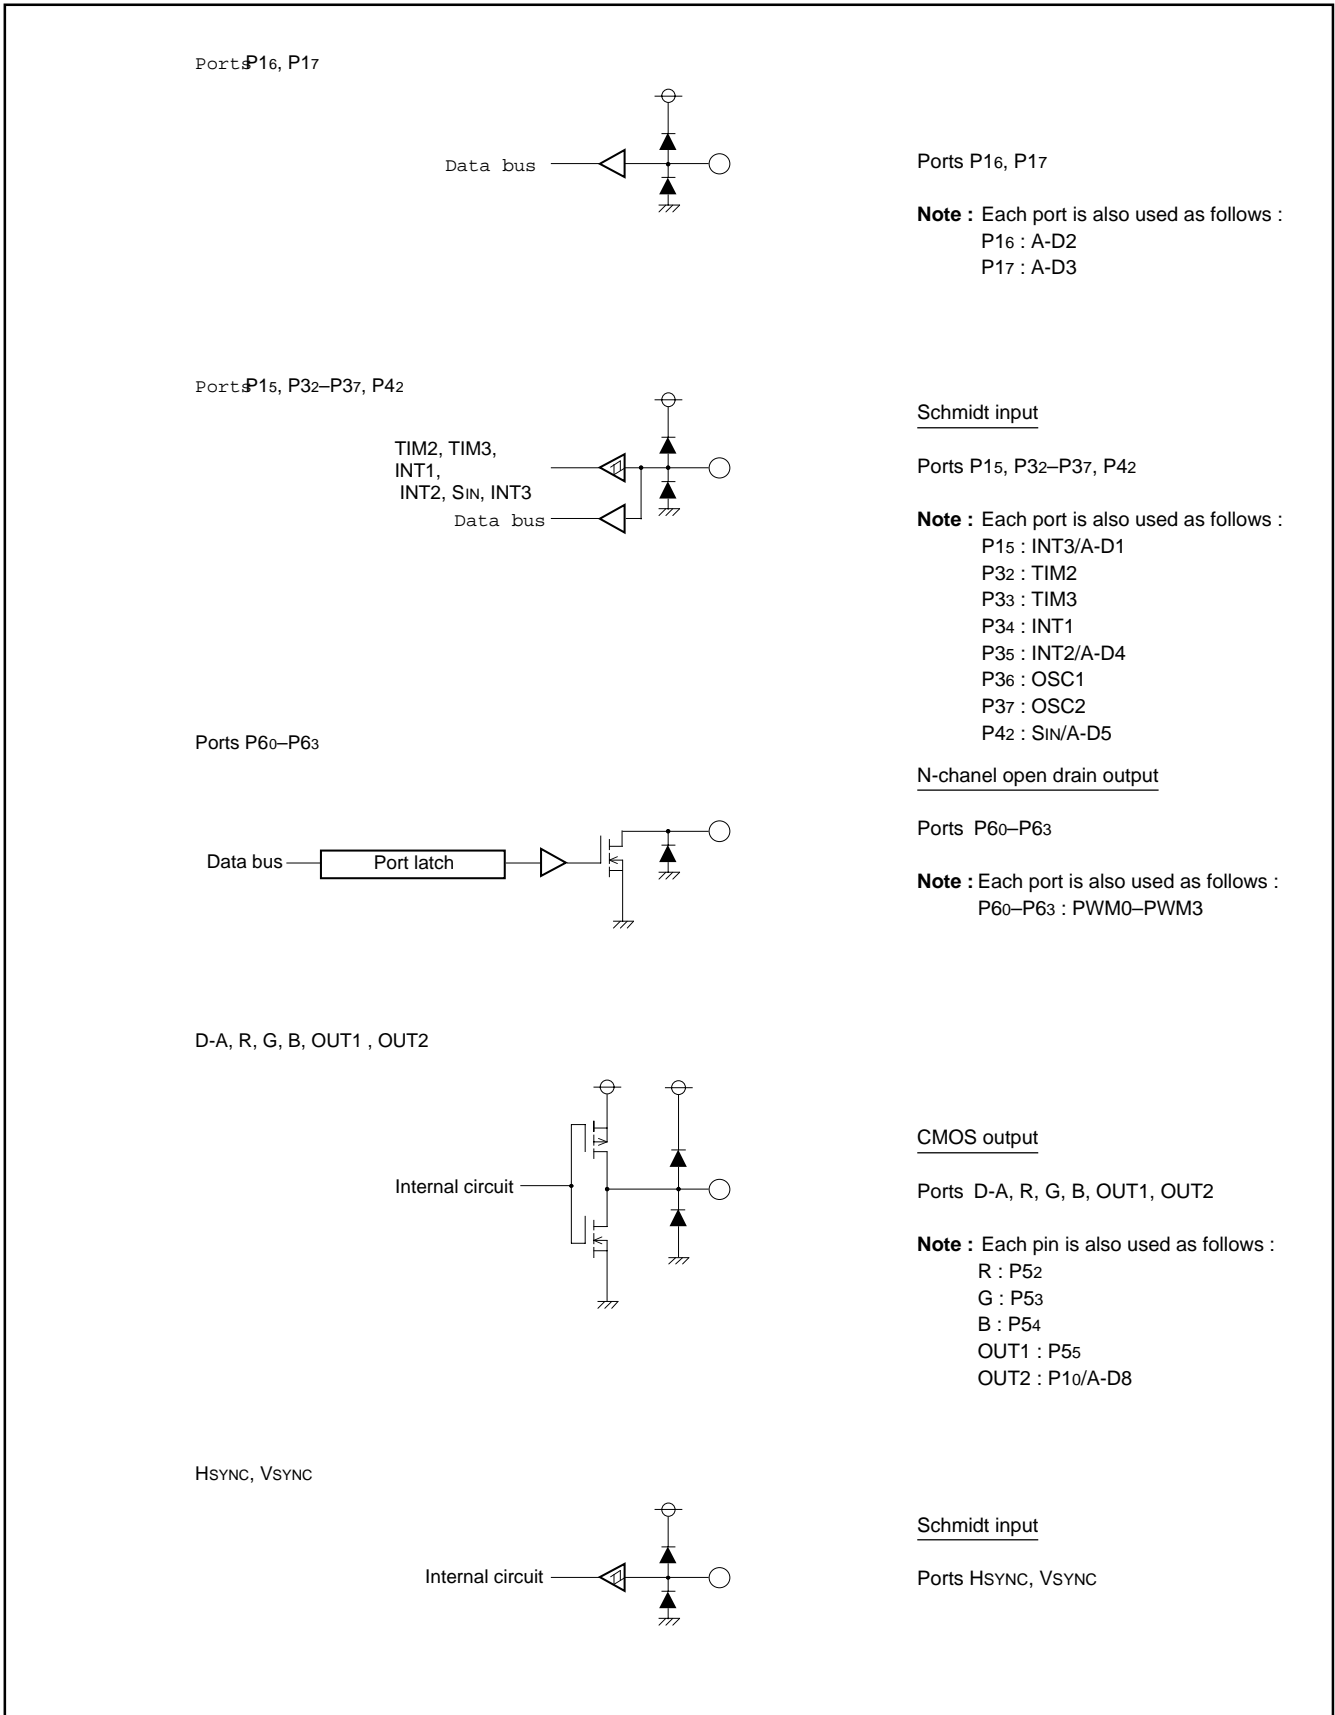 Ports P16, P17
Data bus
Ports P16, P17
Note : Each port is also used as follows :
P16 : A-D2
P17 : A-D3
Ports P15, P32–P37, P42
TIM2, TIM3,
INT1,
INT2, SIN, INT3
Data bus
Schmidt input
Ports P15, P32–P37, P42
Note : Each port is also used as follows :
P15 : INT3/A-D1
P32 : TIM2
P33 : TIM3
P34 : INT1
P35 : INT2/A-D4
P36 : OSC1
P37 : OSC2
P42 : SIN/A-D5
Ports P60–P63
Data bus
Port latch
N-chanel open drain output
Ports P60–P63
Note : Each port is also used as follows :
P60–P63 : PWM0–PWM3
D-A, R, G, B, OUT1 , OUT2
Internal circuit
CMOS output
Ports D-A, R, G, B, OUT1, OUT2
Note : Each pin is also used as follows :
R : P52
G : P53
B : P54
OUT1 : P55
OUT2 : P10/A-D8
HSYNC, VSYNC
Internal circuit
Schmidt input
Ports HSYNC, VSYNC